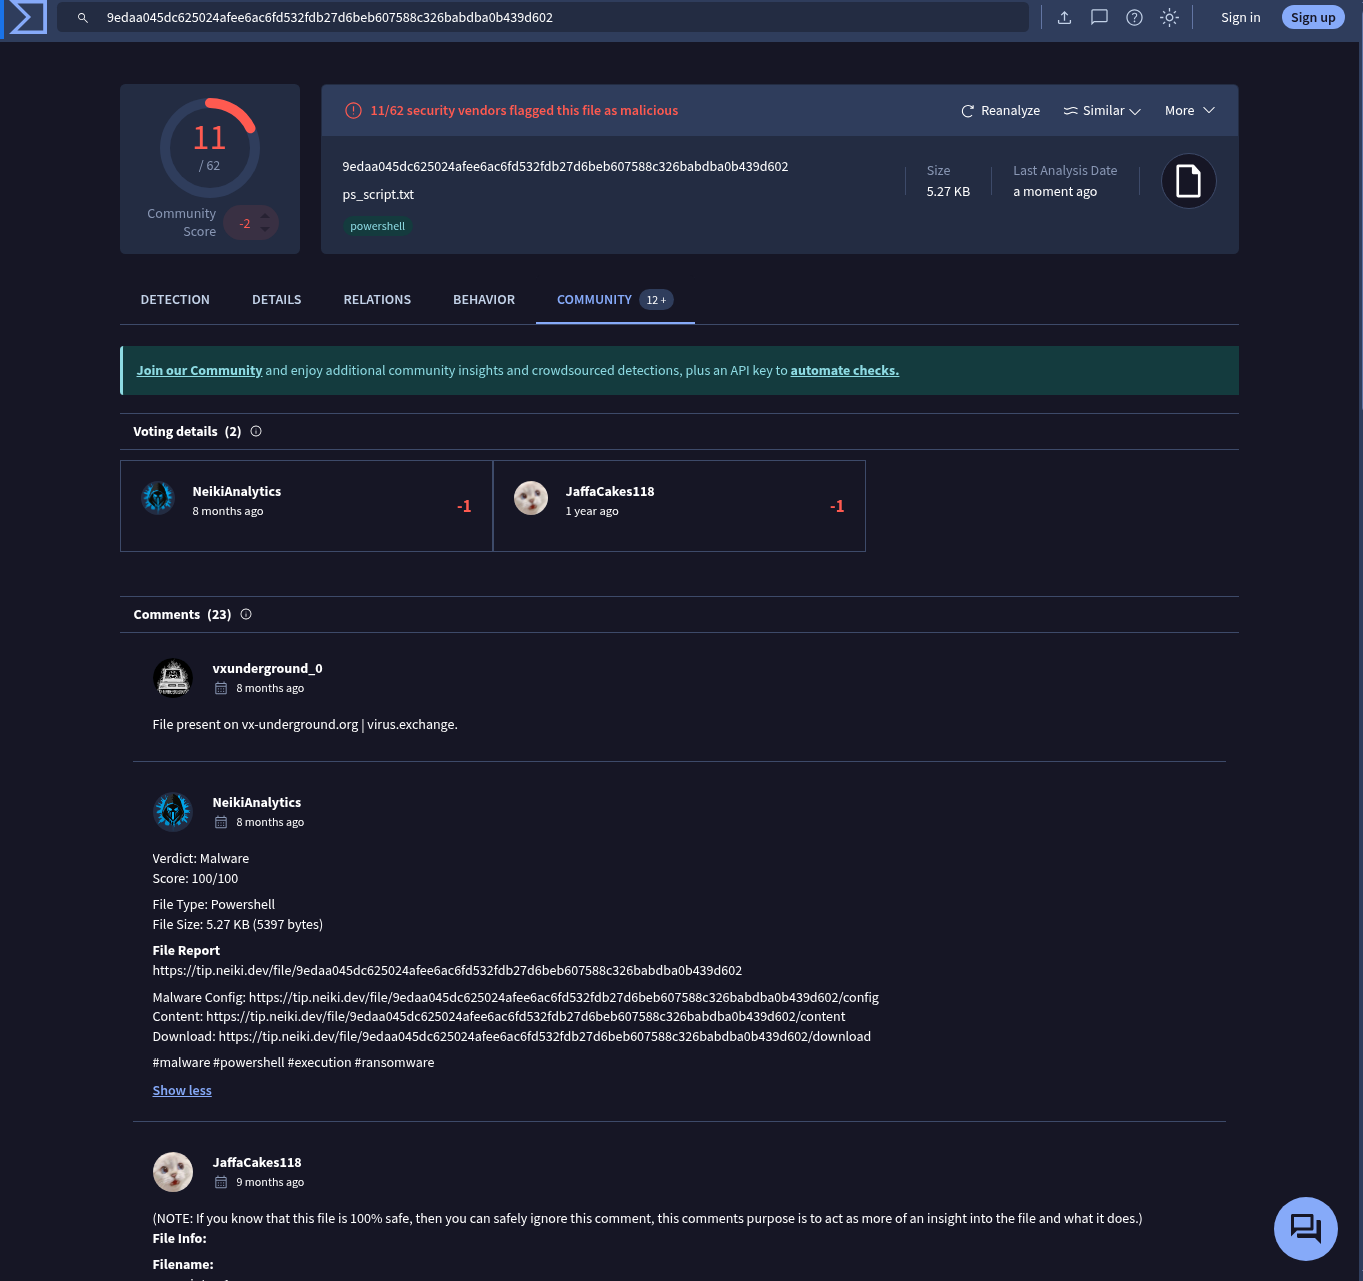 9edaa045dc625024afee6ac6fd532fdb27d6beb607588c326babdba0b439d602
Sign in
Sign up
11
/ 62
Community
Score
-2
11/62 security vendors flagged this file as malicious
Reanalyze
Similar
More
9edaa045dc625024afee6ac6fd532fdb27d6beb607588c326babdba0b439d602
ps_script.txt
powershell
Size
5.27 KB
Last Analysis Date
a moment ago
DETECTION
DETAILS
RELATIONS
BEHAVIOR
COMMUNITY
12 +
Join our Community and enjoy additional community insights and crowdsourced detections, plus an API key to automate checks.
Voting details (2)
NeikiAnalytics
8 months ago
-1
JaffaCakes118
1 year ago
-1
Comments (23)
vxunderground_0
8 months ago
File present on vx-underground.org | virus.exchange.
NeikiAnalytics
8 months ago
Verdict: Malware
Score: 100/100
File Type: Powershell
File Size: 5.27 KB (5397 bytes)
File Report
https://tip.neiki.dev/file/9edaa045dc625024afee6ac6fd532fdb27d6beb607588c326babdba0b439d602
Malware Config: https://tip.neiki.dev/file/9edaa045dc625024afee6ac6fd532fdb27d6beb607588c326babdba0b439d602/config
Content: https://tip.neiki.dev/file/9edaa045dc625024afee6ac6fd532fdb27d6beb607588c326babdba0b439d602/content
Download: https://tip.neiki.dev/file/9edaa045dc625024afee6ac6fd532fdb27d6beb607588c326babdba0b439d602/download
#malware #powershell #execution #ransomware
Show less
JaffaCakes118
9 months ago
(NOTE: If you know that this file is 100% safe, then you can safely ignore this comment, this comments purpose is to act as more of an insight into the file and what it does.)
File Info:
Filename: